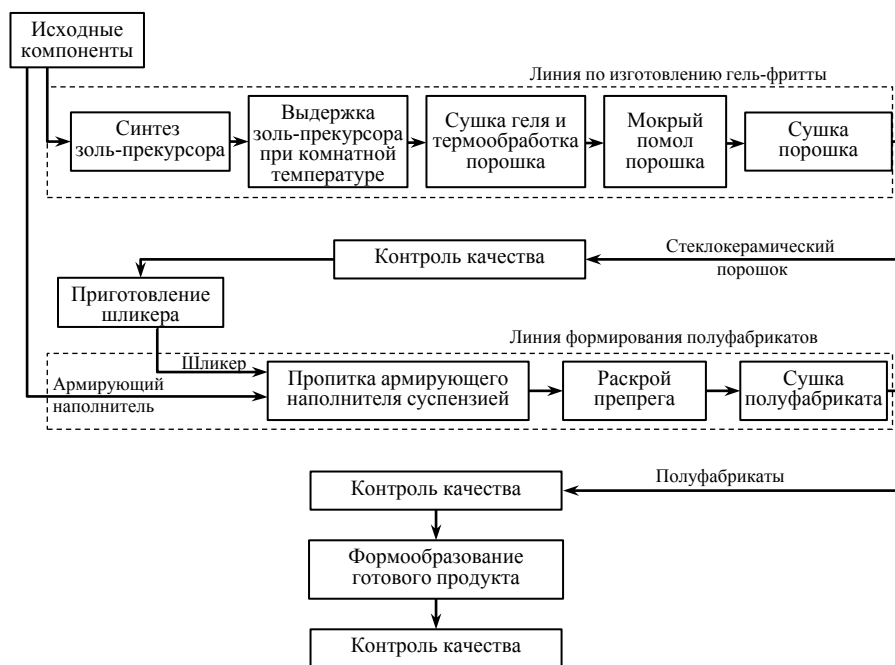 Исходные
компоненты
Линия по изготовлению гель-фритты
Синтез
золь-прекурсора
Выдержка
золь-прекурсора
при комнатной
температуре
Сушка геля и
термообработка
порошка
Мокрый
помол
порошка
Сушка
порошка
Стеклокерамический
порошок
Контроль качества
Приготовление
шликера
Линия формирования полуфабрикатов
Шликер
Армирующий
наполнитель
Пропитка армирующего
наполнителя суспензией
Раскрой
препрега
Сушка
полуфабриката
Полуфабрикаты
Контроль качества
Формообразование
готового продукта
Контроль качества